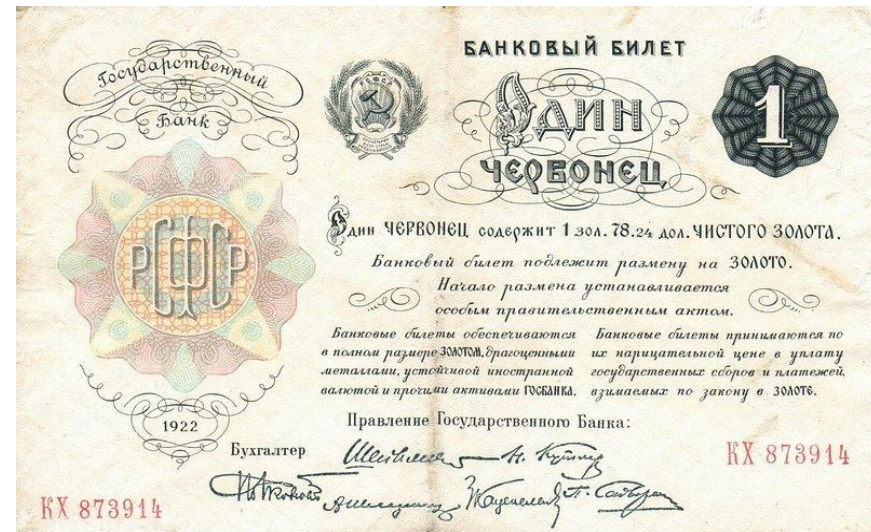 Государственный
Банк
РСФСР
1922
БАНКОВЫЙ БИЛЕТ
ОДИН
ЧЕРВОНЕЦ
1
Один ЧЕРВОНЕЦ содержит 1 зол. 78.24 дол. ЧИСТОГО ЗОЛОТА.
Банковый билет подлежит размену на ЗОЛОТО.
Начало размена устанавливается
особым правительственным актом.
Банковые билеты обеспечиваются
в полном размере ЗОЛОТОМ, драгоценными
металлами, устойчивой иностранной
валютой и прочими активами ГОСБАНКА.
Банковые билеты принимаются по
их нарицательной цене в уплату
государственных сборов и платежей,
взимаемых по закону в ЗОЛОТЕ.
Правление Государственного Банка:
Бухгалтер
КХ 873914
КХ 873914